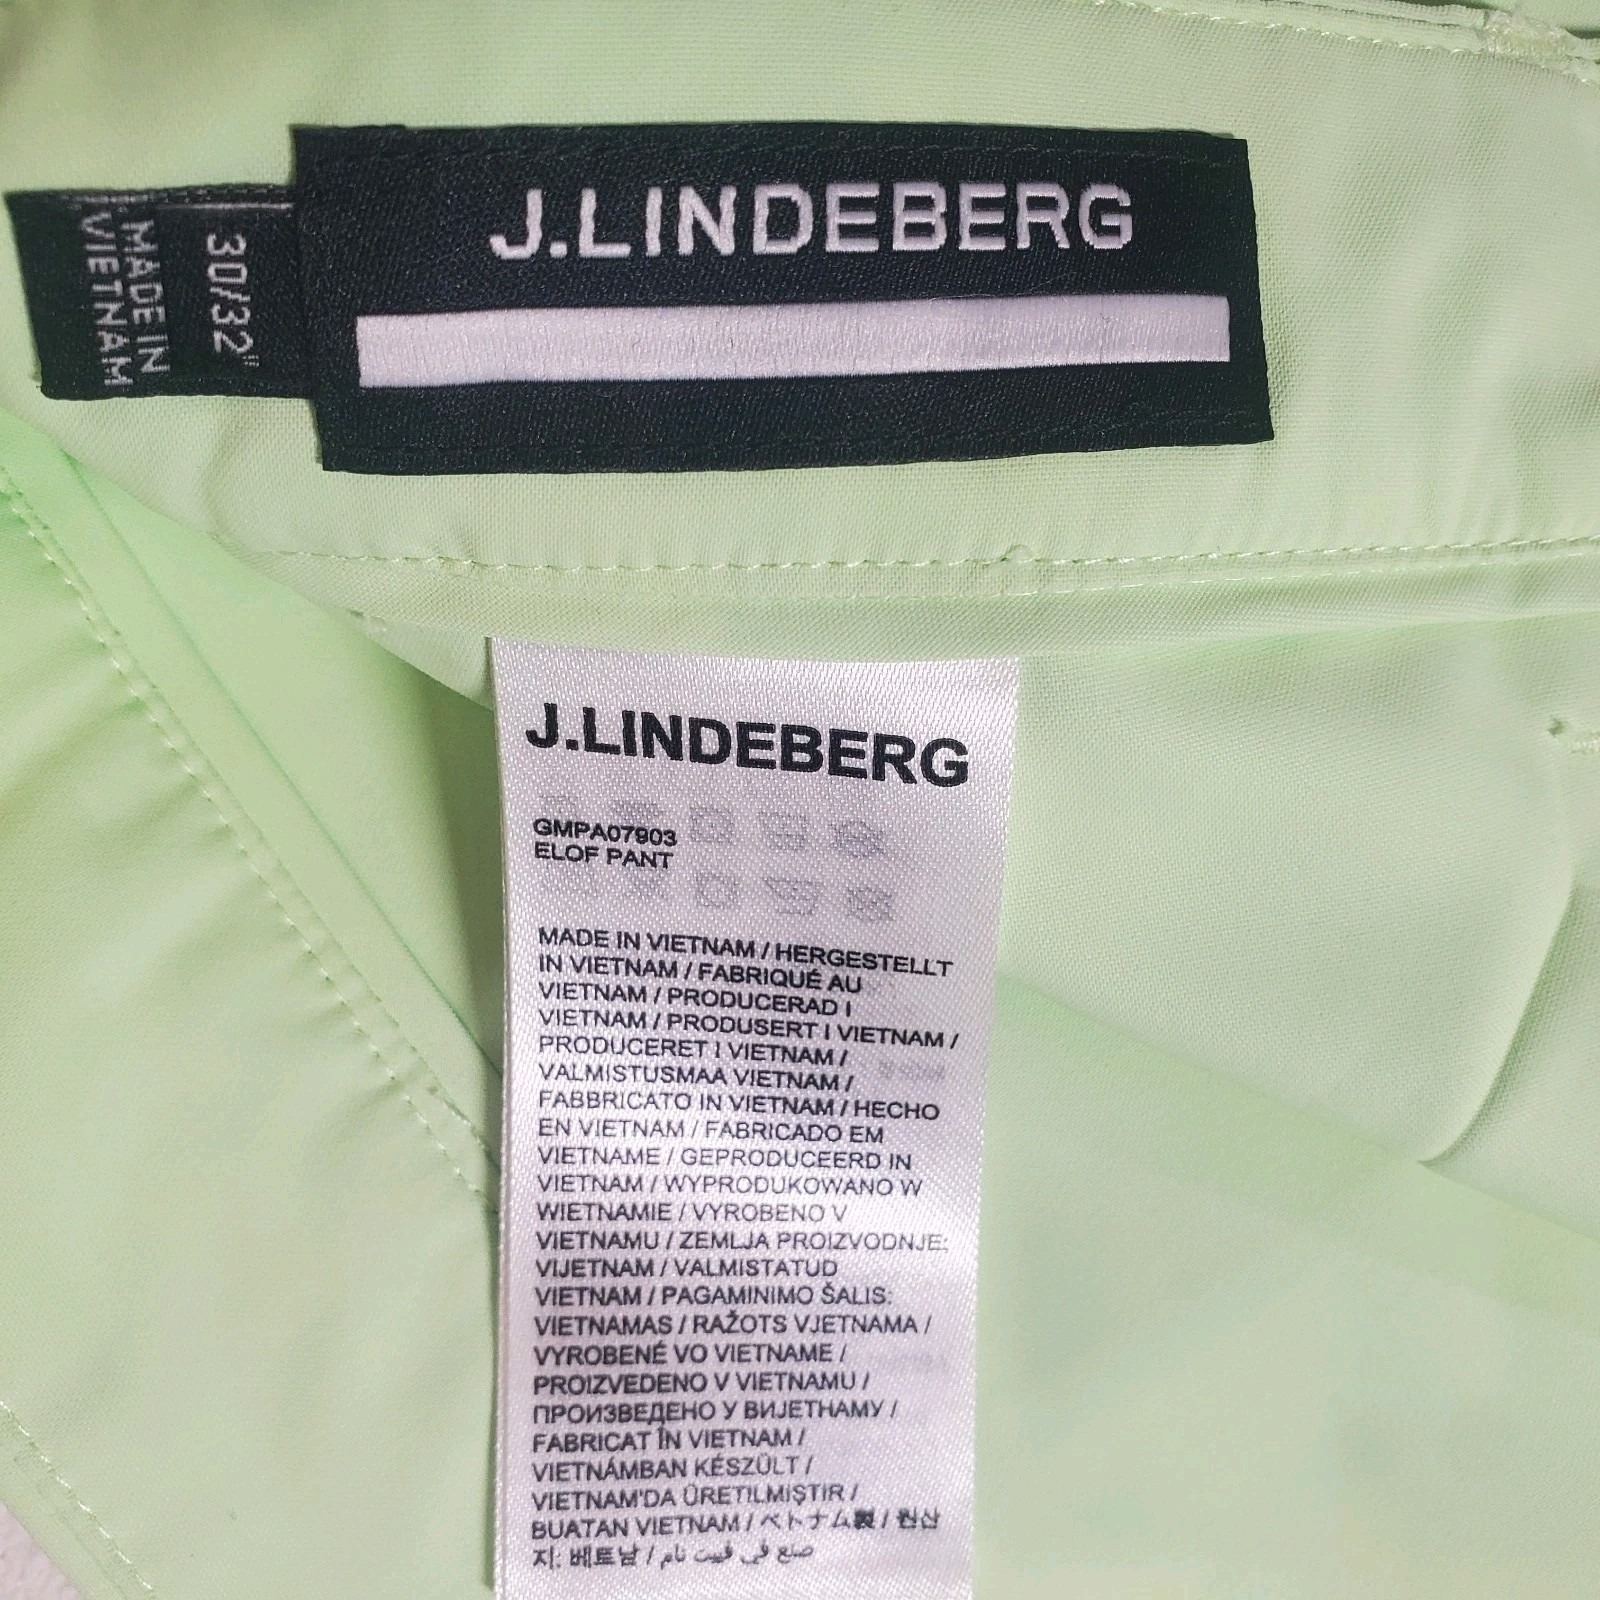 J.LINDEBERG
30/32"
MADE IN
VIETNAM
J.LINDEBERG
GMPA07903
ELOF PANT
MADE IN VIETNAM / HERGESTELLT
IN VIETNAM / FABRIQUÉ AU
VIETNAM / PRODUCERAD I
VIETNAM / PRODUSERT I VIETNAM /
PRODUCERET I VIETNAM /
VALMISTUSMAA VIETNAM /
FABBRICATO IN VIETNAM / HECHO
EN VIETNAM / FABRICADO EM
VIETNAME / GEPRODUCEERD IN
VIETNAM / WYPRODUKOWANO W
WIETNAMIE / VYROBENO V
VIETNAMU / ZEMLJA PROIZVODNJE:
VIJETNAM / VALMISTATUD
VIETNAM / PAGAMINIMO ŠALIS:
VIETNAMAS / RAŽOTS VJETNAMA /
VYROBENÉ VO VIETNAME /
PROIZVEDENO V VIETNAMU /
ПРОИЗВЕДЕНО У ВИЈЕТНАМУ /
FABRICAT ÎN VIETNAM /
VIETNÁMBAN KÉSZÜLT /
VIETNAM'DA ÜRETILMIŞTIR /
BUATAN VIETNAM / ベトナム製 / 원산
지: 베트남 / صنع في فييت نام